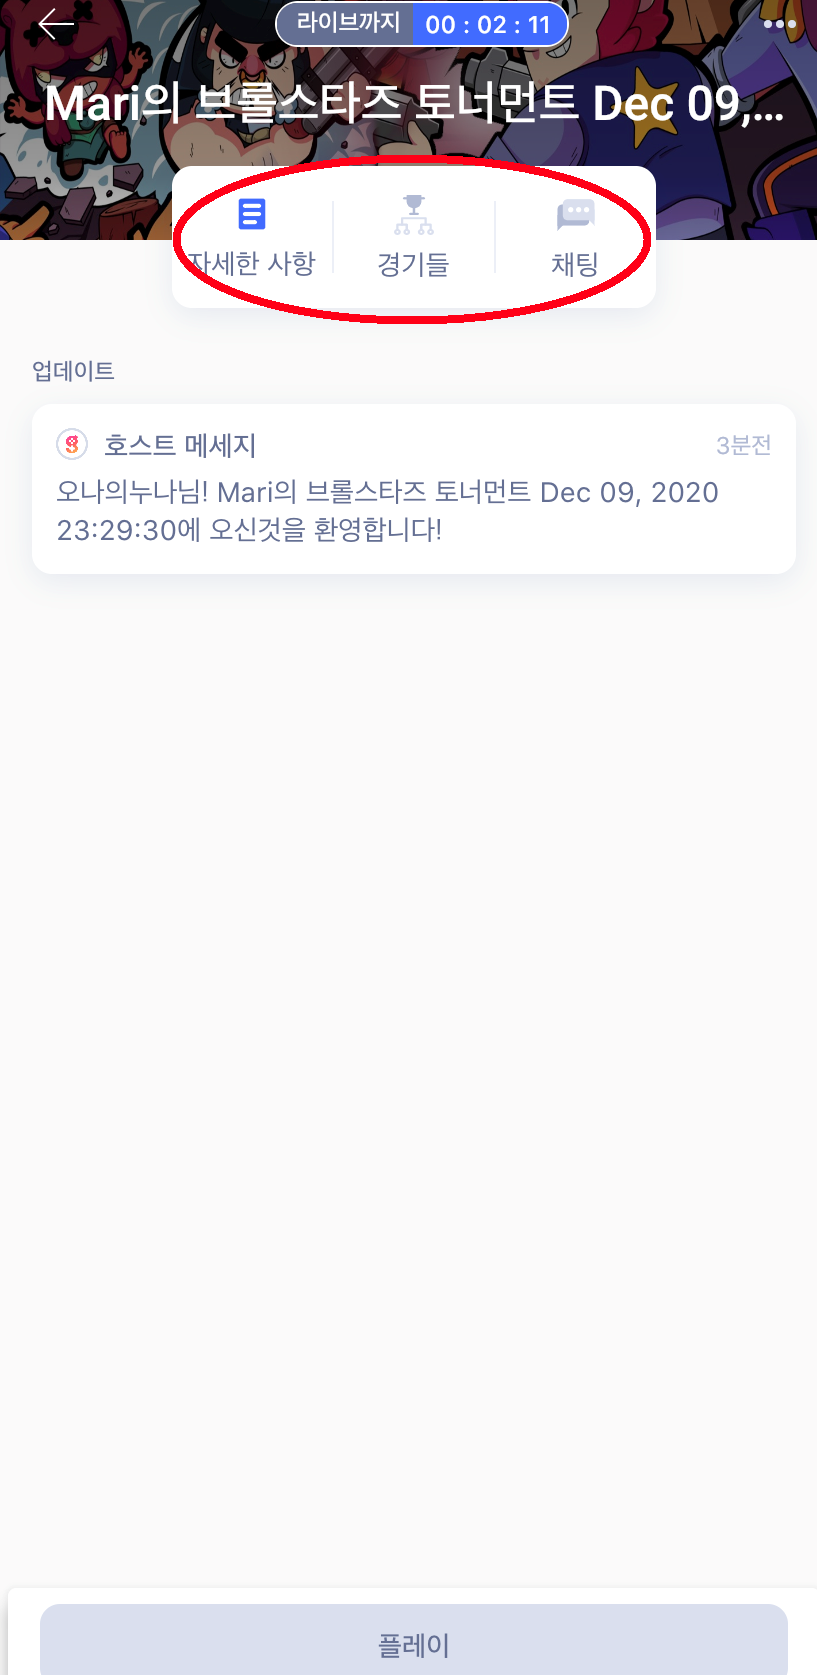 라이브까지 00 : 02 : 11
Mari의 브롤스타즈 토너먼트 Dec 09,...
자세한 사항
경기들
채팅
업데이트
호스트 메세지
3분전
오나의누나님! Mari의 브롤스타즈 토너먼트 Dec 09, 2020
23:29:30에 오신것을 환영합니다!
플레이